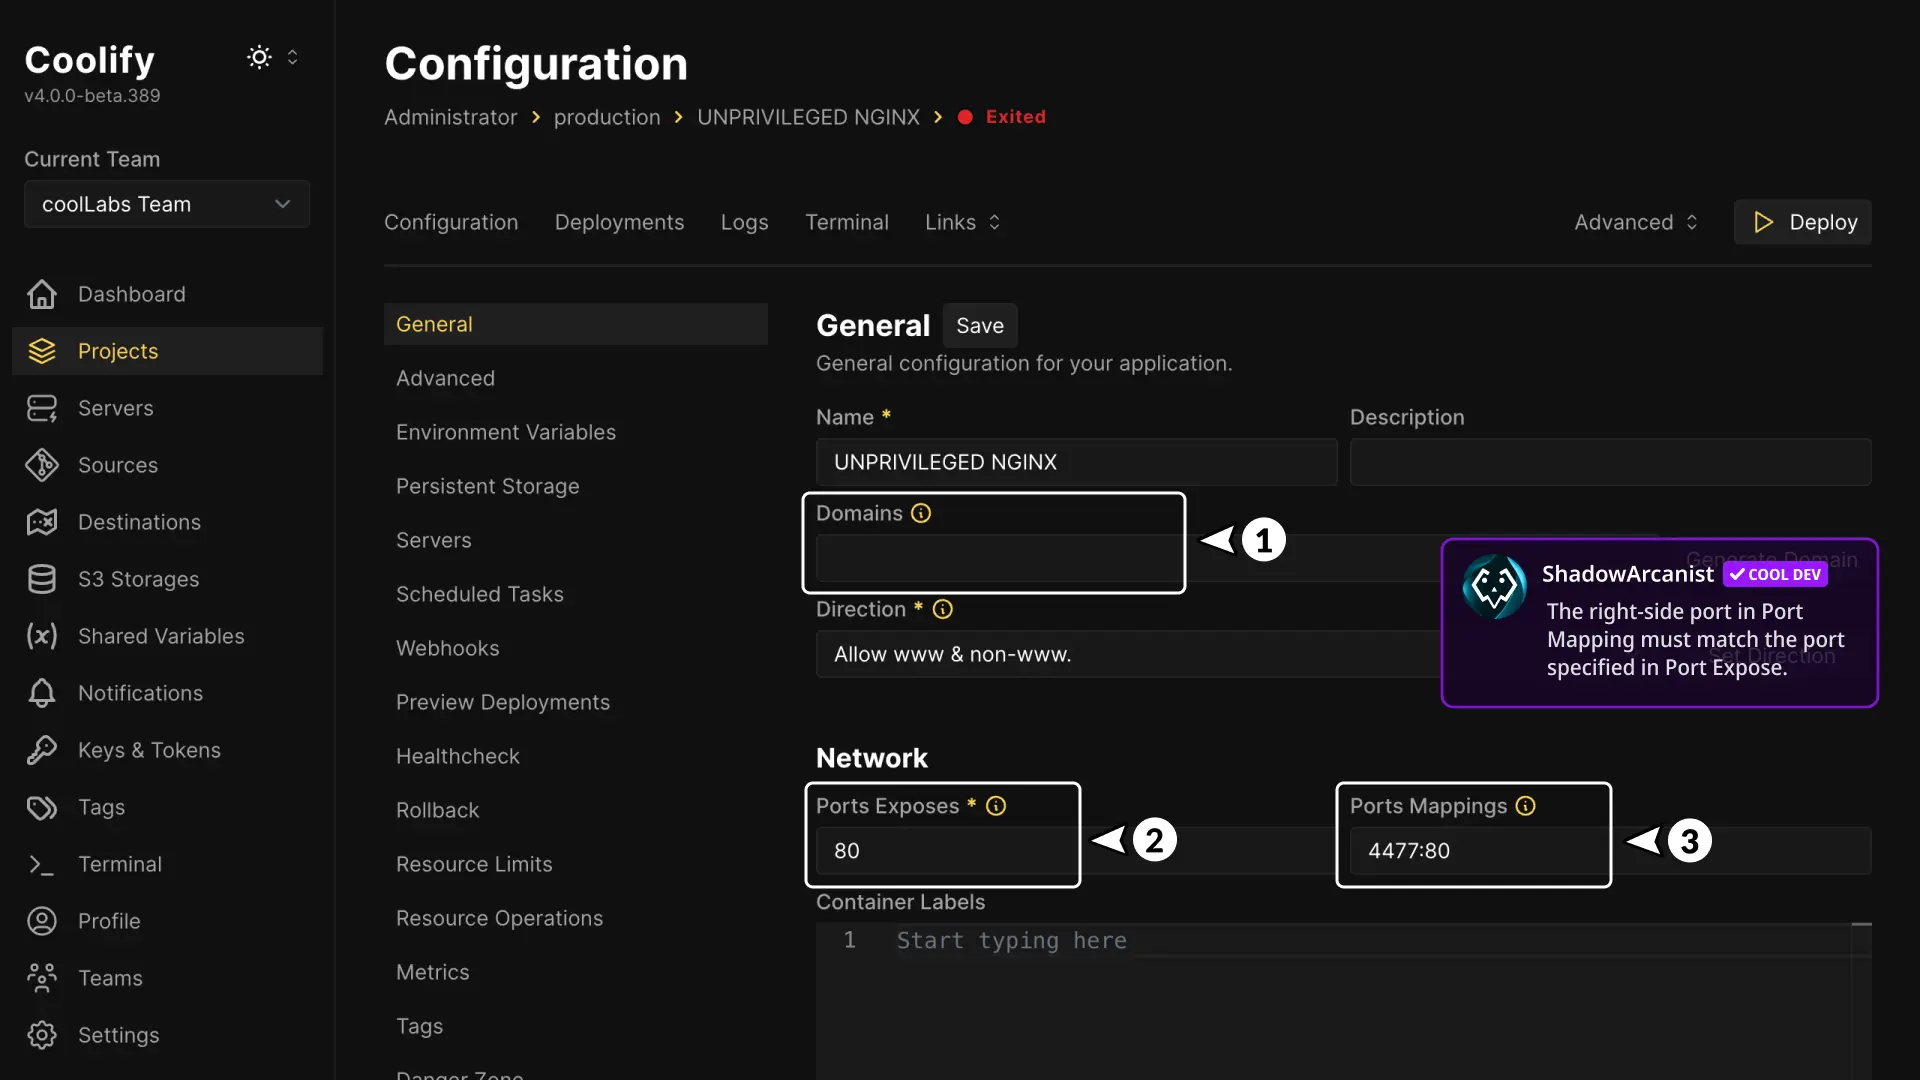 Coolify
v4.0.0-beta.389
Current Team
coolLabs Team
Dashboard
Projects
Servers
Sources
Destinations
S3 Storages
Shared Variables
Notifications
Keys & Tokens
Tags
Terminal
Profile
Teams
Settings
Configuration
Administrator > production > UNPRIVILEGED NGINX > Exited
Configuration Deployments Logs Terminal Links Advanced Deploy
General
Advanced
Environment Variables
Persistent Storage
Servers
Scheduled Tasks
Webhooks
Preview Deployments
Healthcheck
Rollback
Resource Limits
Resource Operations
Metrics
Tags
Danger Zone
General Save
General configuration for your application.
Name * Description
UNPRIVILEGED NGINX
Domains
1
Generate Domain
Direction *
Allow www & non-www.
Set Direction
ShadowArcanist COOL DEV
The right-side port in Port
Mapping must match the port
specified in Port Expose.
Network
Ports Exposes * Ports Mappings
80 2 4477:80 3
Container Labels
1 Start typing here